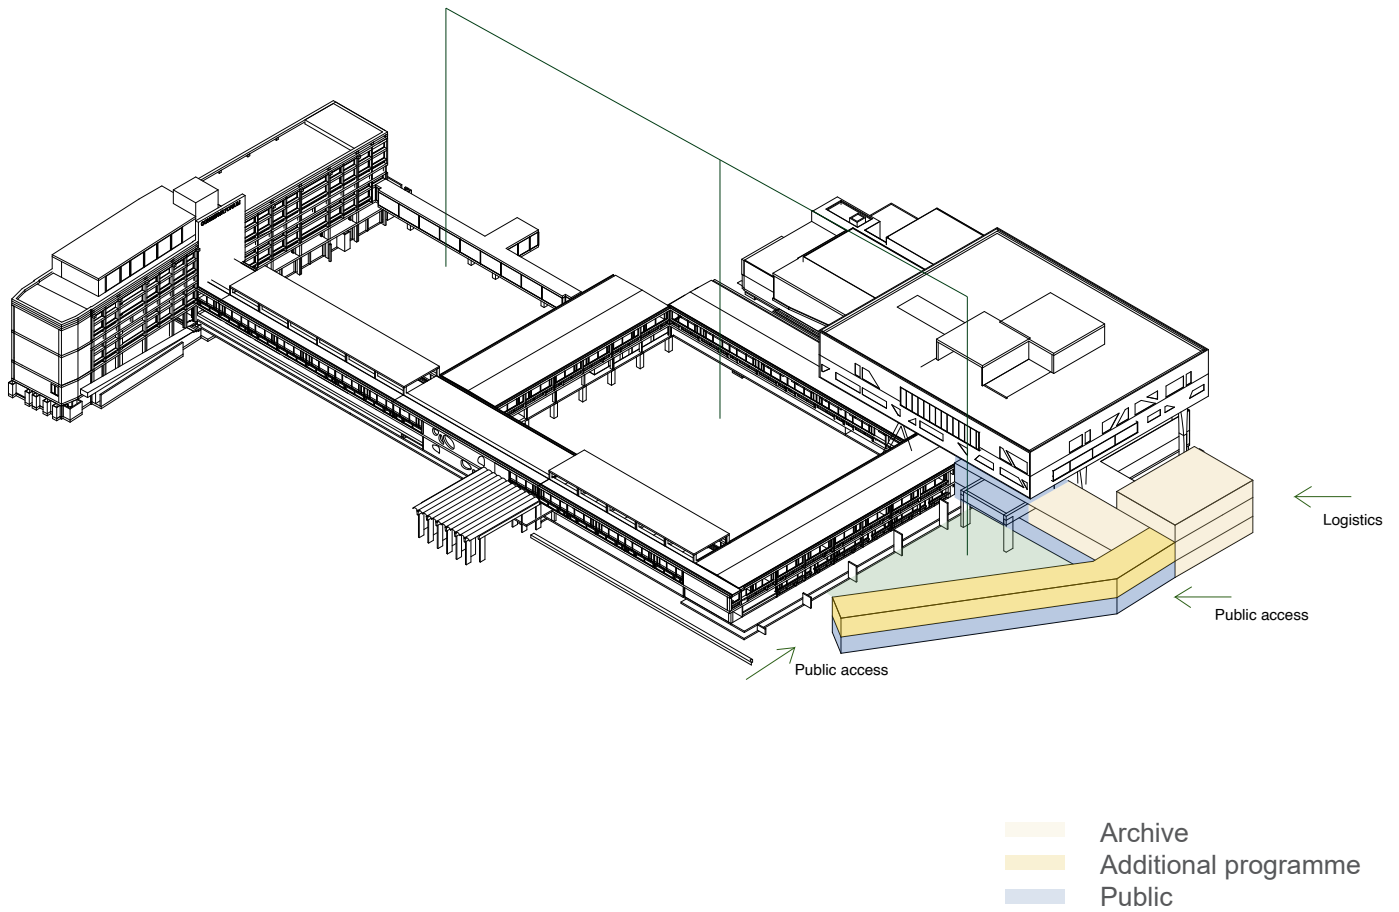 Logistics
Public access
Public access
Archive
Additional programme
Public